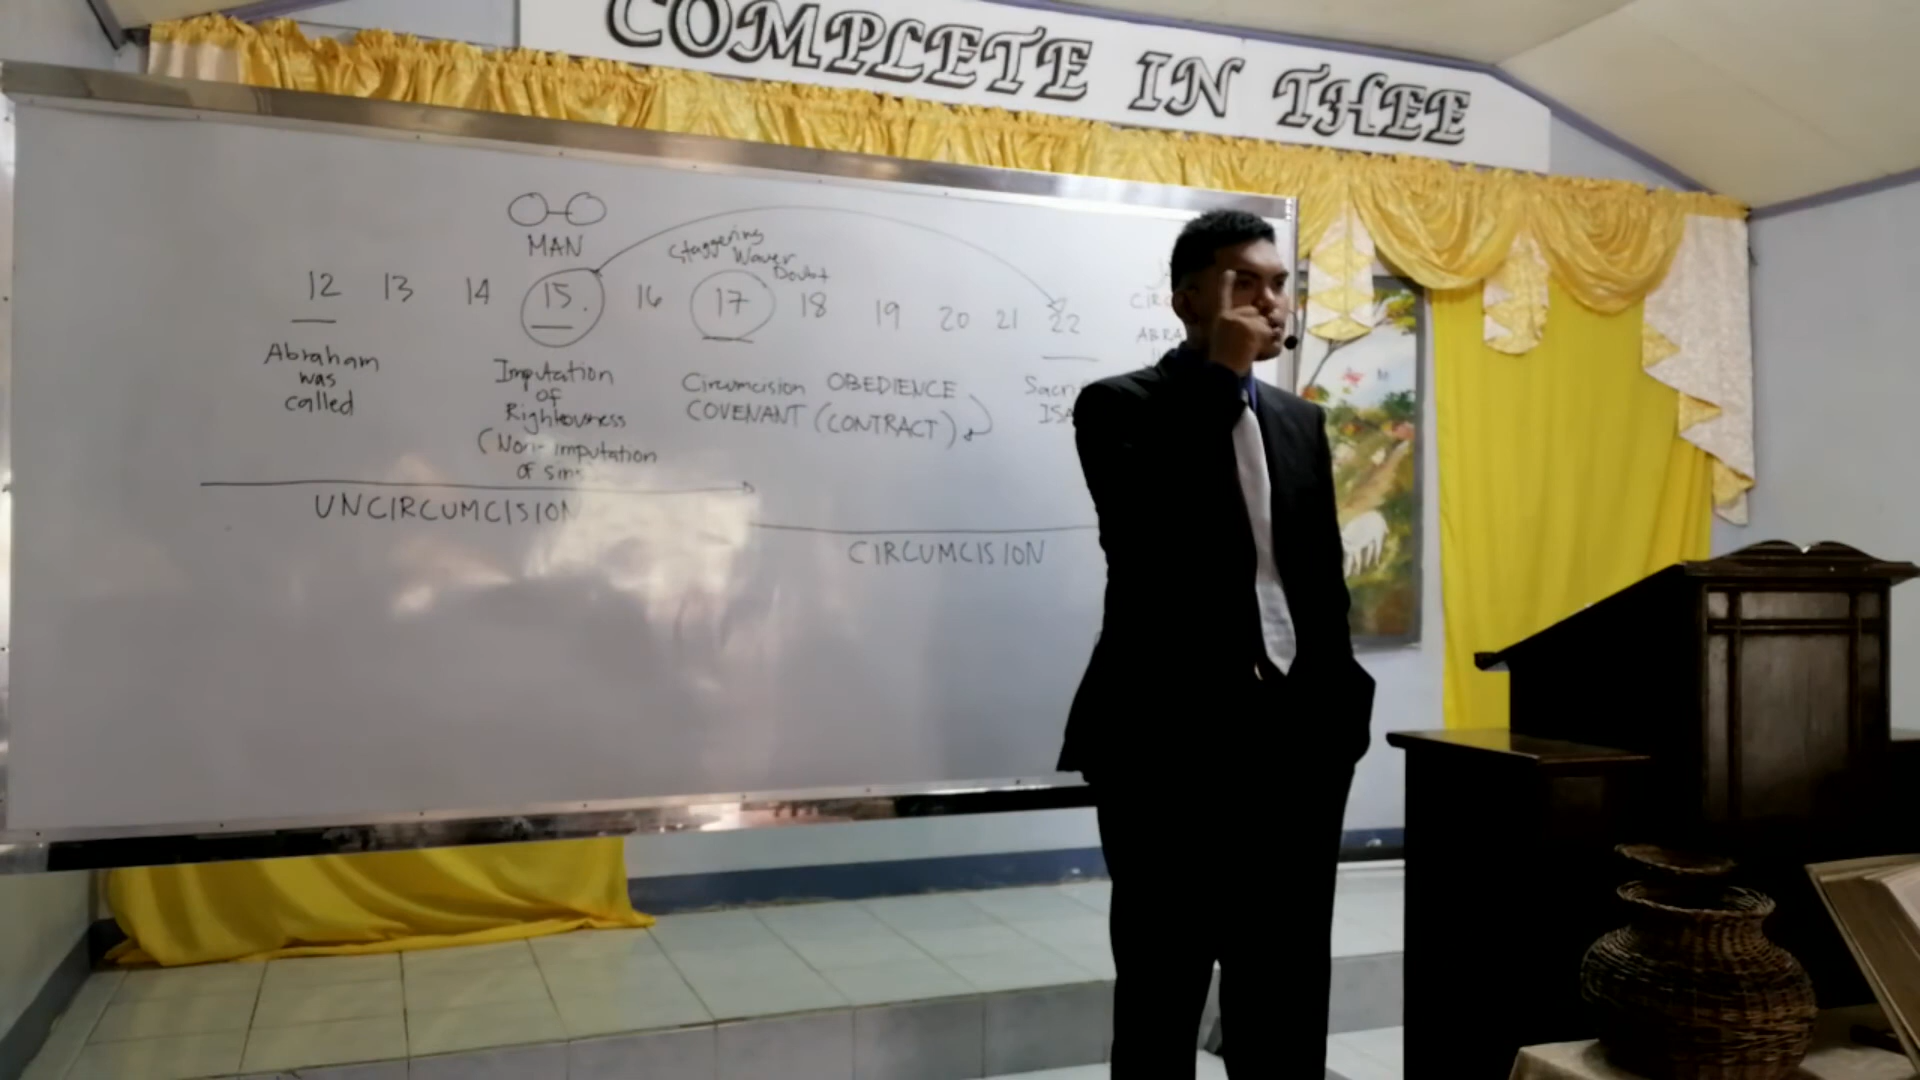 COMPLETE IN THEE
MAN
Staggering
Waver
Doubt
12 13 14 15. 16 17 18 19 20 21 22
Abraham
was
called
Imputation
of
Righteousness
(Non-imputation
of sins
Circumcision OBEDIENCE
COVENANT (CONTRACT)
UNCIRCUMCISION
CIRCUMCISION